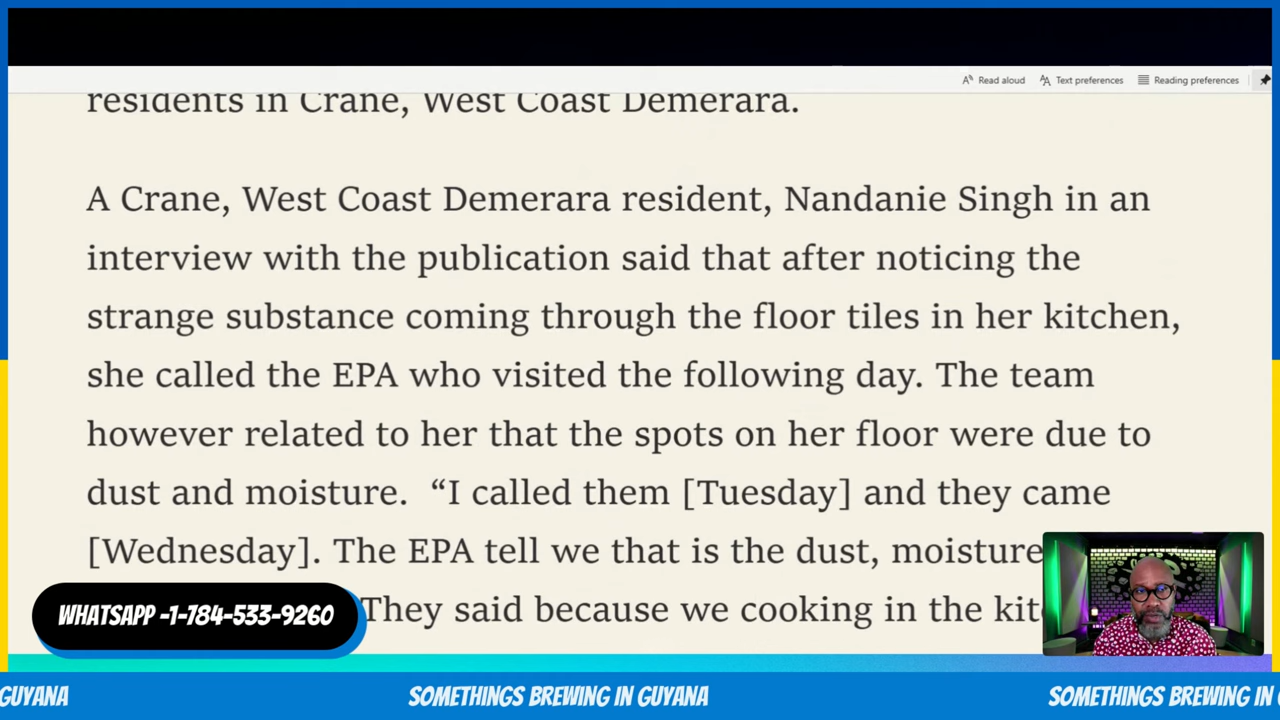 Read aloud Text preferences Reading preferences
residents in Crane, West Coast Demerara.
A Crane, West Coast Demerara resident, Nandanie Singh in an
interview with the publication said that after noticing the
strange substance coming through the floor tiles in her kitchen,
she called the EPA who visited the following day. The team
however related to her that the spots on her floor were due to
dust and moisture. “I called them [Tuesday] and they came
[Wednesday]. The EPA tell we that is the dust, moisture
They said because we cooking in the
WHATSAPP -1-784-533-9260
GUYANA SOMETHINGS BREWING IN GUYANA SOMETHINGS BREWING IN